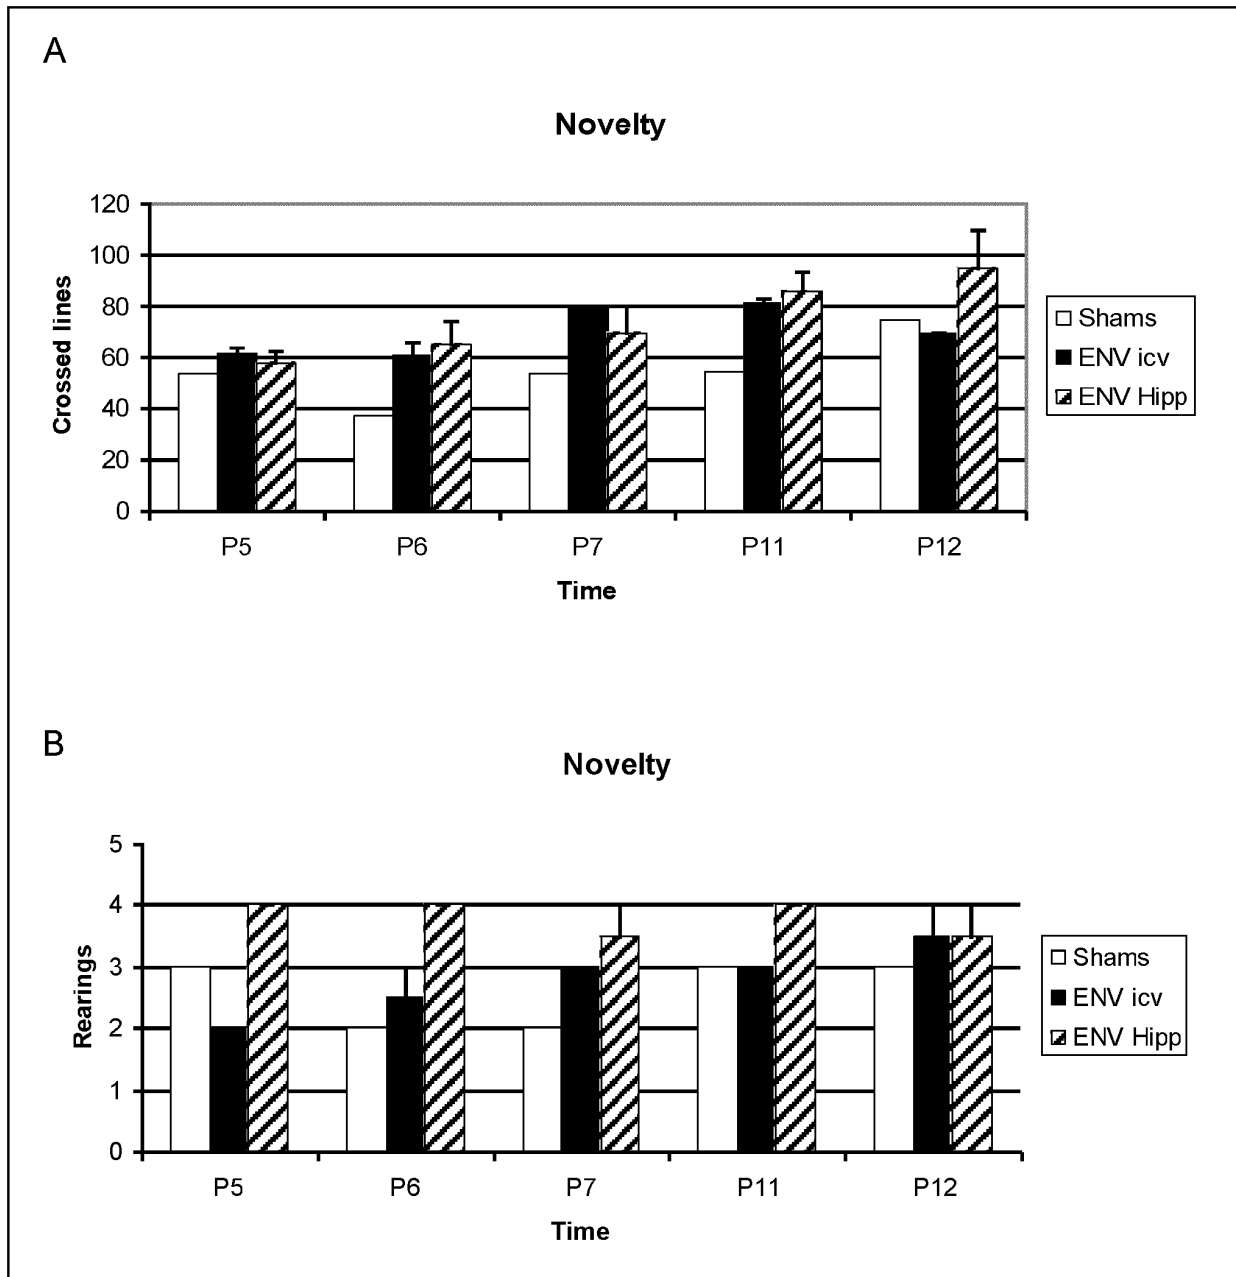 A
Novelty
120
100
80
60
40
20
0
Crossed lines
P5 P6 P7 P11 P12
Time
Shams
ENV icv
ENV Hipp
B
Novelty
5
4
3
2
1
0
Rearings
P5 P6 P7 P11 P12
Time
Shams
ENV icv
ENV Hipp